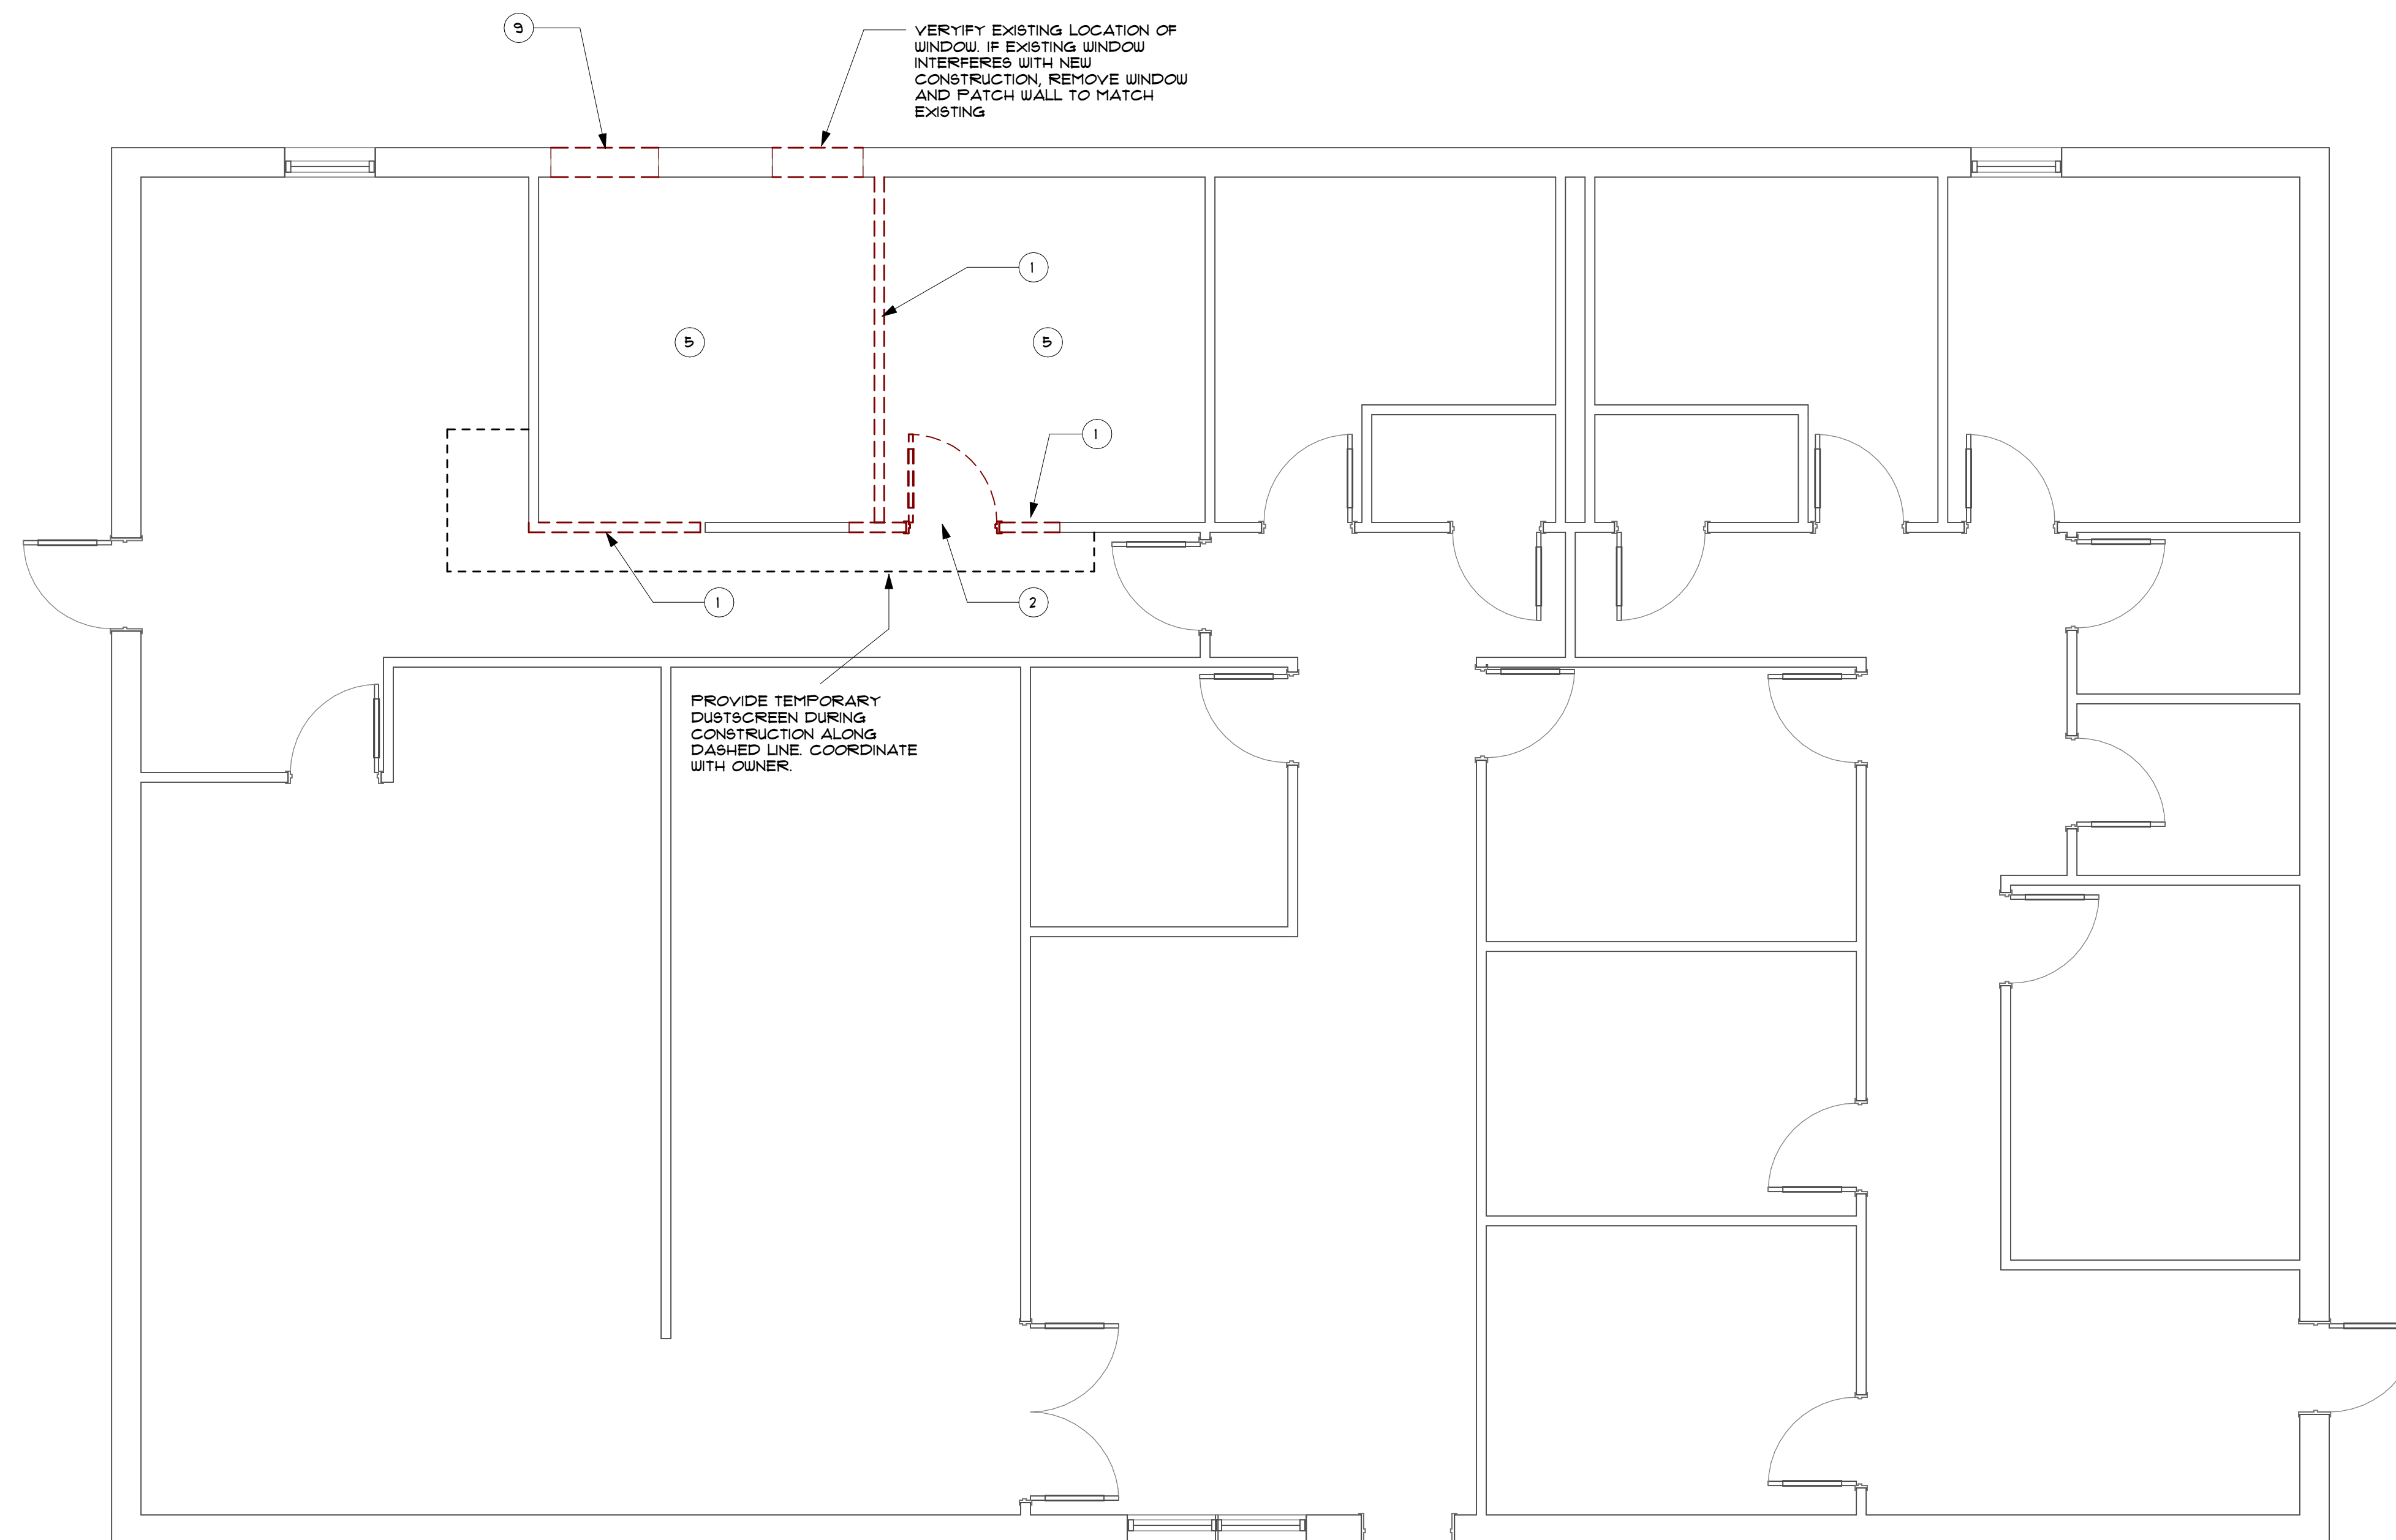 9
VERYIFY EXISTING LOCATION OF
WINDOW. IF EXISTING WINDOW
INTERFERES WITH NEW
CONSTRUCTION, REMOVE WINDOW
AND PATCH WALL TO MATCH
EXISTING
1
5
5
1
1
2
PROVIDE TEMPORARY
DUSTSCREEN DURING
CONSTRUCTION ALONG
DASHED LINE. COORDINATE
WITH OWNER.